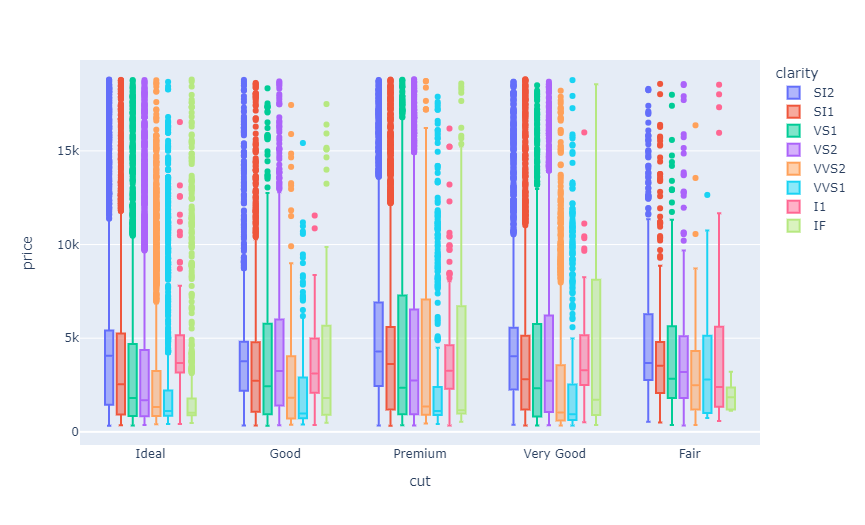 clarity
SI2
SI1
VS1
VS2
VVS2
VVS1
I1
IF
price
15k
10k
5k
0
Ideal
Good
Premium
Very Good
Fair
cut